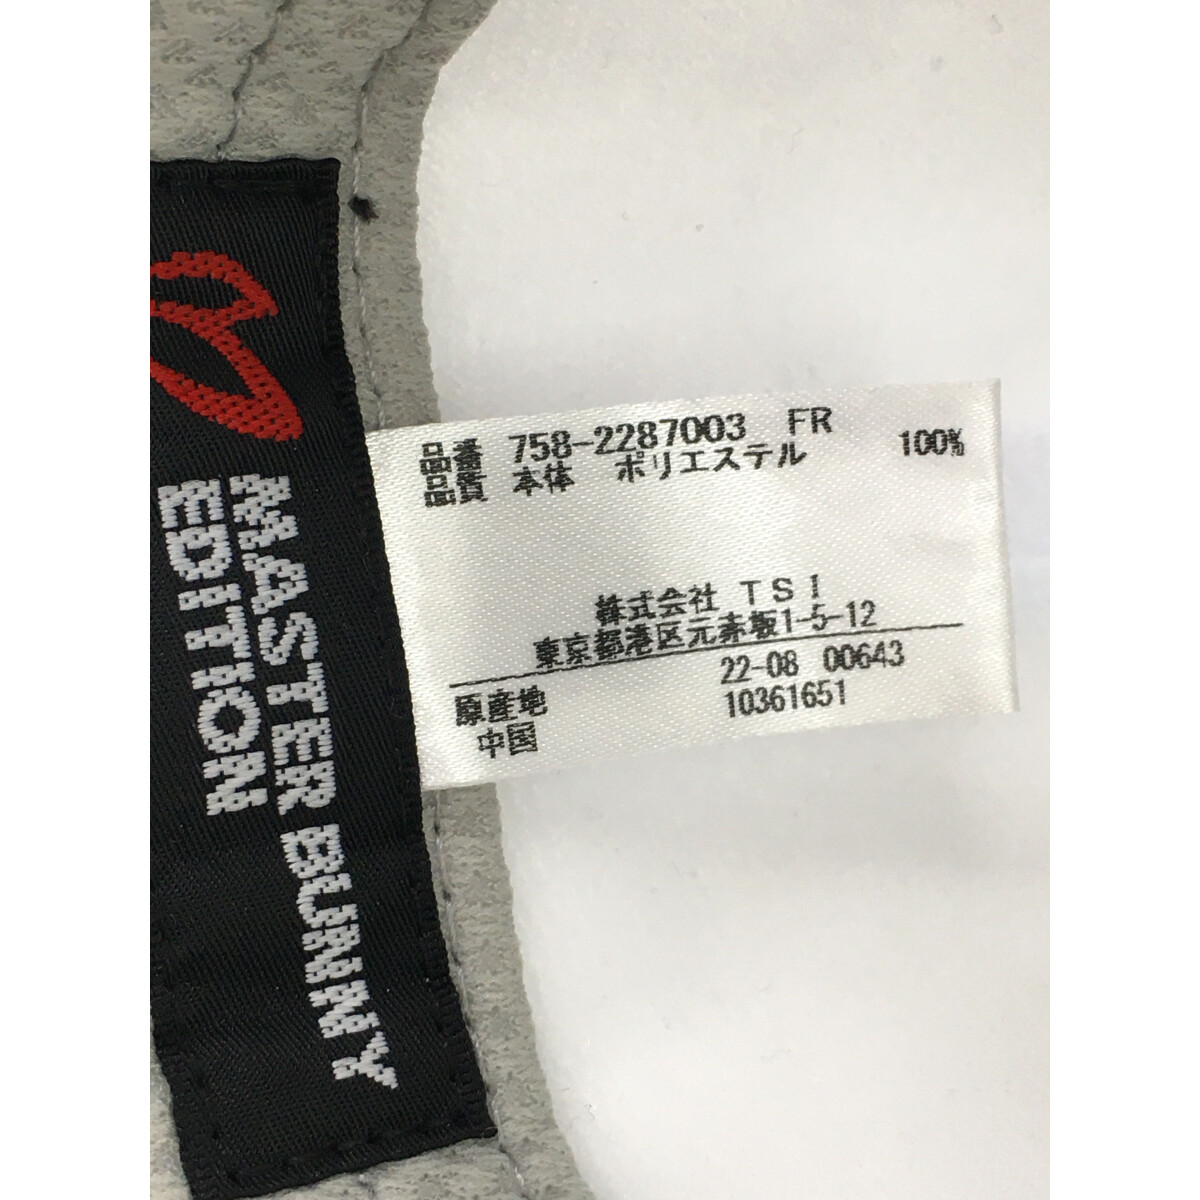 MASTER BUNNY
EDITION
品番 758-2287003 FR
品質 本体 ポリエステル 100%
株式会社 TSI
東京都港区元赤坂1-5-12
原産地 22-08 00643
中国 10361651